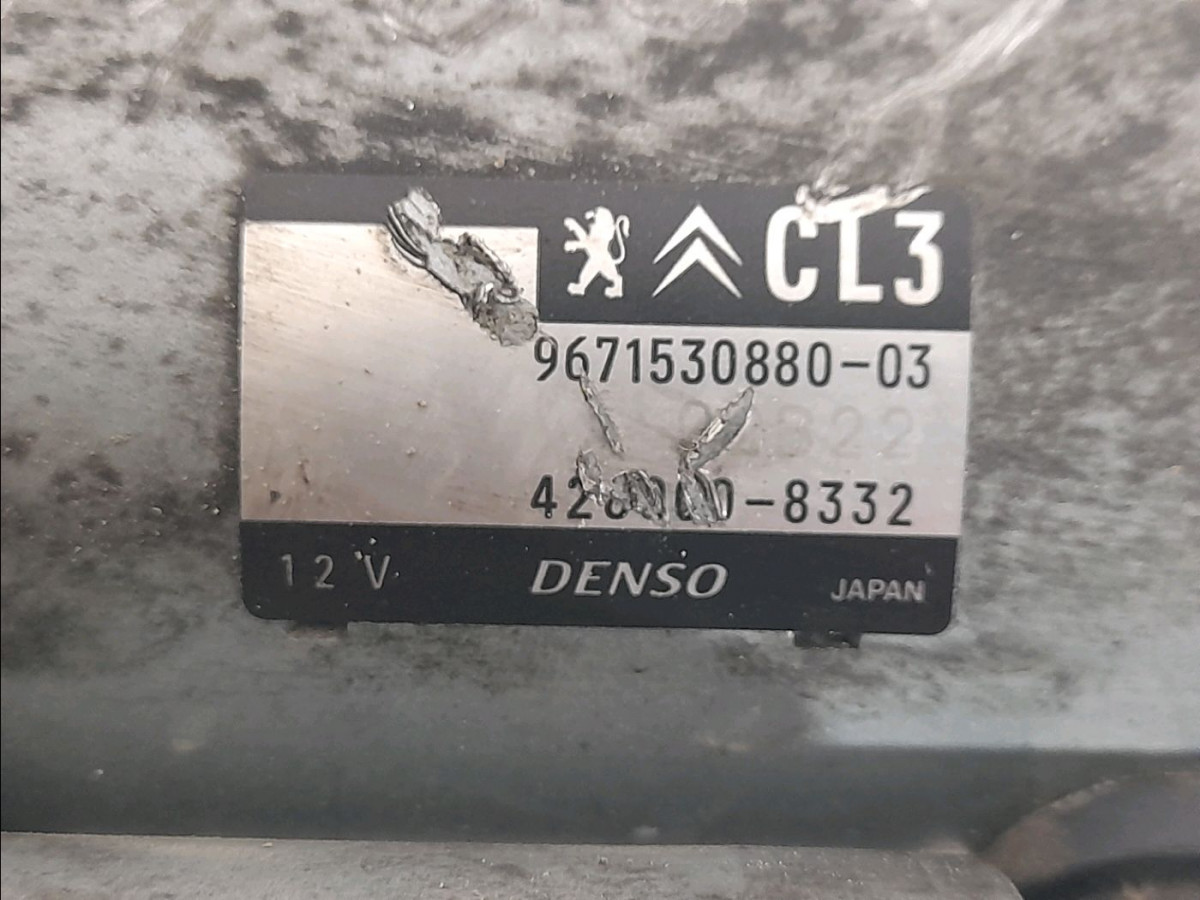 CL3
9671530880-03
-8332
12 V
DENSO
JAPAN